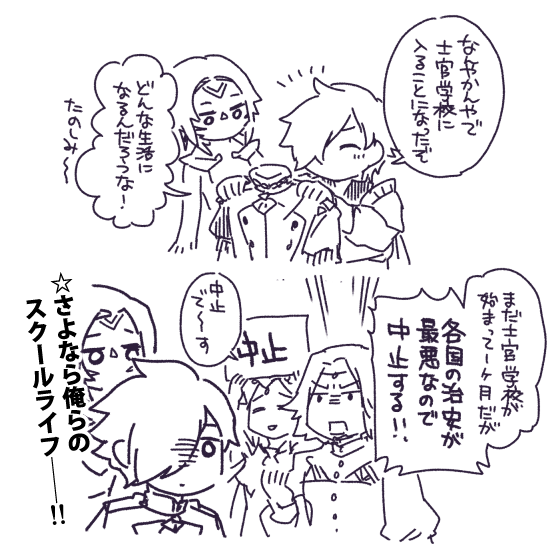 なんやかんやで
士官学校に
入ることになったぞ
どんな生活に
なるんだろうな!
たのしみ〜
まだ士官学校が
始まって一ヶ月だが
各国の治安が
最悪なので
中止する!!
中止
で〜す
中止
☆さよなら俺らの
スクールライフ――!!